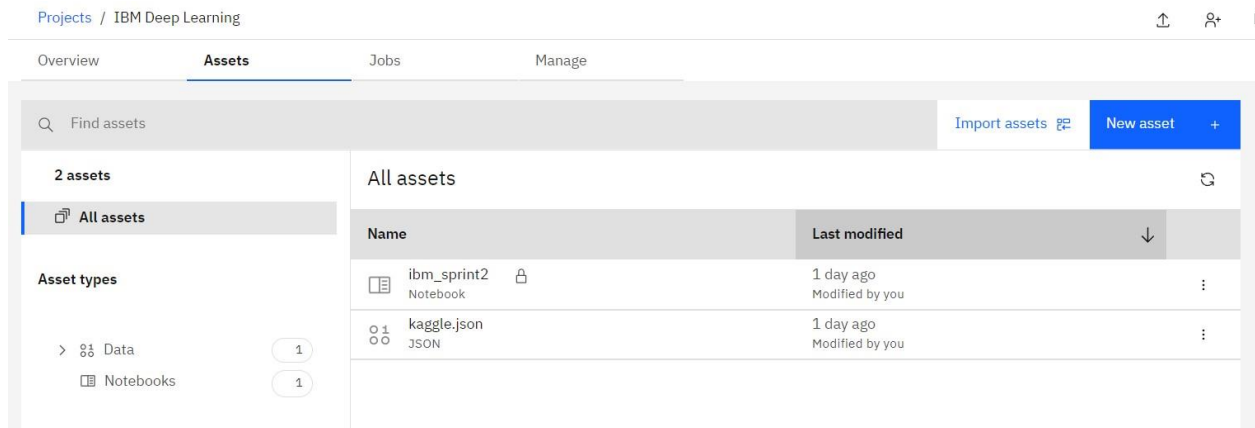 Projects / IBM Deep Learning
Overview Assets Jobs Manage
Find assets
Import assets
New asset +
2 assets
All assets
Asset types
Data 1
Notebooks 1
All assets
Name Last modified
ibm_sprint2 1 day ago
Notebook Modified by you
kaggle.json 1 day ago
JSON Modified by you